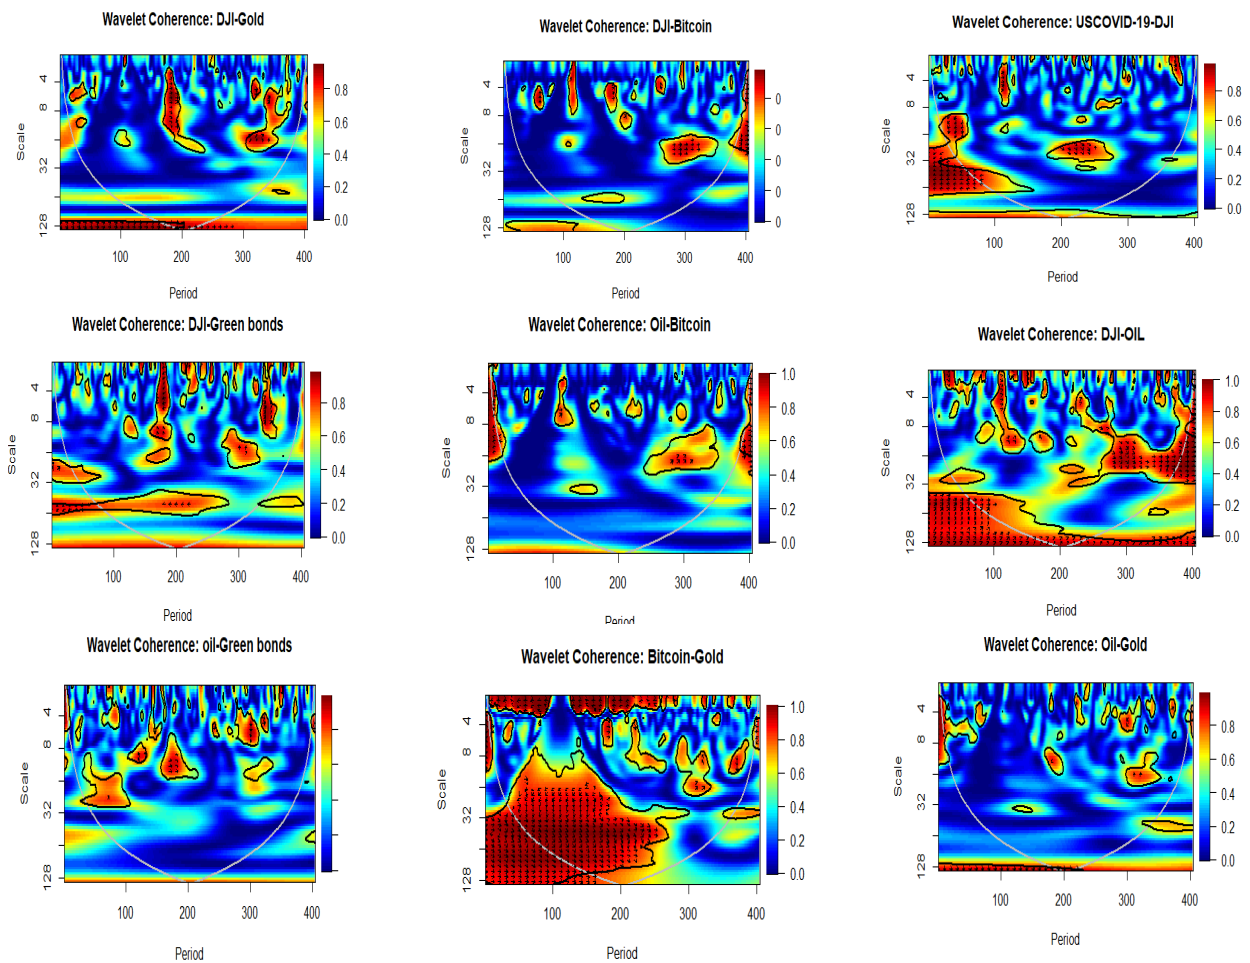 Wavelet Coherence: DJI-Gold
Scale
4
8
32
128
100 200 300 400
Period
0.8
0.6
0.4
0.2
0.0
Wavelet Coherence: DJI-Bitcoin
Scale
4
8
32
128
100 200 300 400
Period
0
0
0
0
0
Wavelet Coherence: USCOVID-19-DJI
Scale
4
8
32
128
100 200 300 400
Period
0.8
0.6
0.4
0.2
0.0
Wavelet Coherence: DJI-Green bonds
Scale
4
8
32
128
100 200 300 400
Period
0.8
0.6
0.4
0.2
0.0
Wavelet Coherence: Oil-Bitcoin
Scale
4
8
32
128
100 200 300 400
Period
1.0
0.8
0.6
0.4
0.2
0.0
Wavelet Coherence: DJI-OIL
Scale
4
8
32
128
100 200 300 400
Period
1.0
0.8
0.6
0.4
0.2
0.0
Wavelet Coherence: oil-Green bonds
Scale
4
8
32
128
100 200 300 400
Period
Wavelet Coherence: Bitcoin-Gold
Scale
4
8
32
128
100 200 300 400
Period
1.0
0.8
0.6
0.4
0.2
0.0
Wavelet Coherence: Oil-Gold
Scale
4
8
32
128
100 200 300 400
Period
0.8
0.6
0.4
0.2
0.0